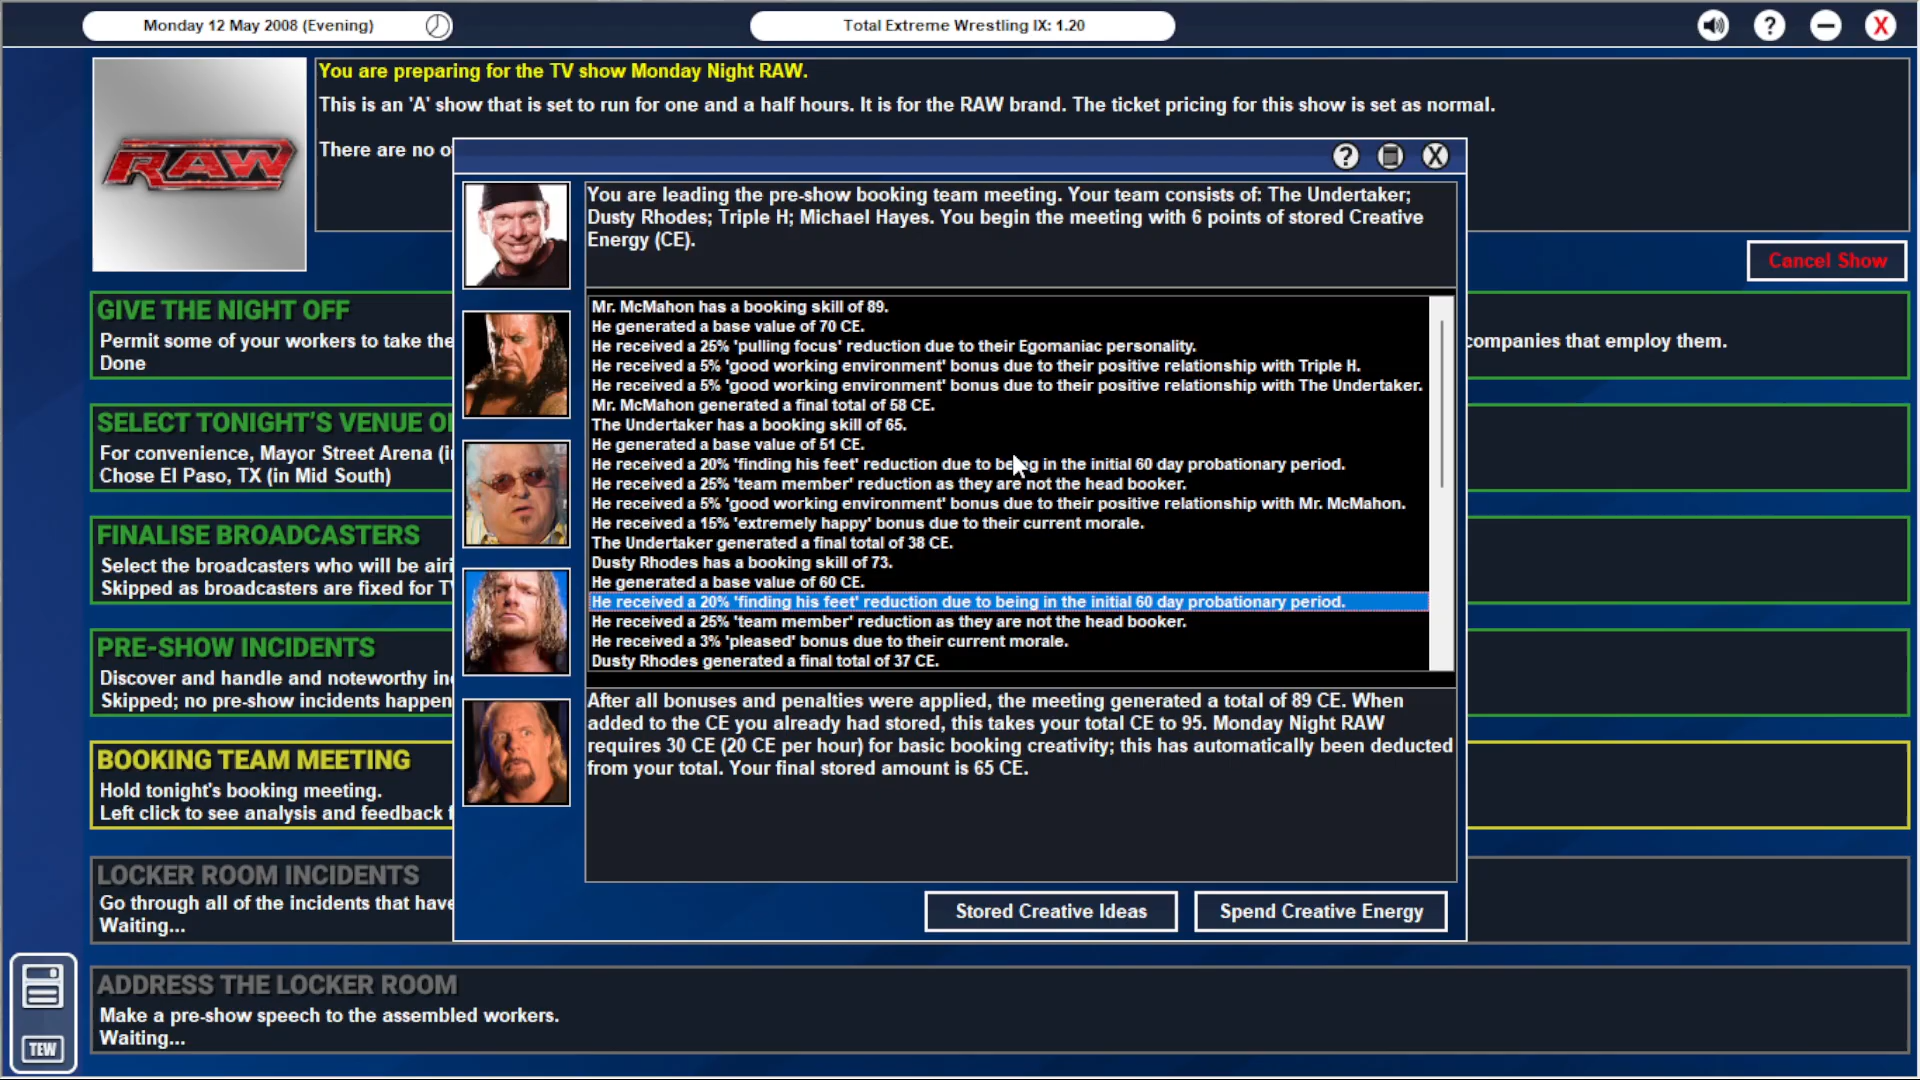 Monday 12 May 2008 (Evening)
Total Extreme Wrestling IX: 1.20
?
X
RAW
You are preparing for the TV show Monday Night RAW.
This is an 'A' show that is set to run for one and a half hours. It is for the RAW brand. The ticket pricing for this show is set as normal.
There are no o
Cancel Show
? X
You are leading the pre-show booking team meeting. Your team consists of: The Undertaker;
Dusty Rhodes; Triple H; Michael Hayes. You begin the meeting with 6 points of stored Creative
Energy (CE).
Mr. McMahon has a booking skill of 89.
He generated a base value of 70 CE.
He received a 25% 'pulling focus' reduction due to their Egomaniac personality.
He received a 5% 'good working environment' bonus due to their positive relationship with Triple H.
He received a 5% 'good working environment' bonus due to their positive relationship with The Undertaker.
Mr. McMahon generated a final total of 58 CE.
The Undertaker has a booking skill of 65.
He generated a base value of 51 CE.
He received a 20% 'finding his feet' reduction due to being in the initial 60 day probationary period.
He received a 25% 'team member' reduction as they are not the head booker.
He received a 5% 'good working environment' bonus due to their positive relationship with Mr. McMahon.
He received a 15% 'extremely happy' bonus due to their current morale.
The Undertaker generated a final total of 38 CE.
Dusty Rhodes has a booking skill of 73.
He generated a base value of 60 CE.
He received a 20% 'finding his feet' reduction due to being in the initial 60 day probationary period.
He received a 25% 'team member' reduction as they are not the head booker.
He received a 3% 'pleased' bonus due to their current morale.
Dusty Rhodes generated a final total of 37 CE.
After all bonuses and penalties were applied, the meeting generated a total of 89 CE. When
added to the CE you already had stored, this takes your total CE to 95. Monday Night RAW
requires 30 CE (20 CE per hour) for basic booking creativity; this has automatically been deducted
from your total. Your final stored amount is 65 CE.
Stored Creative Ideas
Spend Creative Energy
GIVE THE NIGHT OFF
Permit some of your workers to take the
companies that employ them.
Done
SELECT TONIGHT'S VENUE O
For convenience, Mayor Street Arena (i
Chose El Paso, TX (in Mid South)
FINALISE BROADCASTERS
Select the broadcasters who will be airi
Skipped as broadcasters are fixed for T
PRE-SHOW INCIDENTS
Discover and handle and noteworthy in
Skipped; no pre-show incidents happen
BOOKING TEAM MEETING
Hold tonight's booking meeting.
Left click to see analysis and feedback f
LOCKER ROOM INCIDENTS
Go through all of the incidents that have
Waiting...
ADDRESS THE LOCKER ROOM
Make a pre-show speech to the assembled workers.
Waiting...
TEW